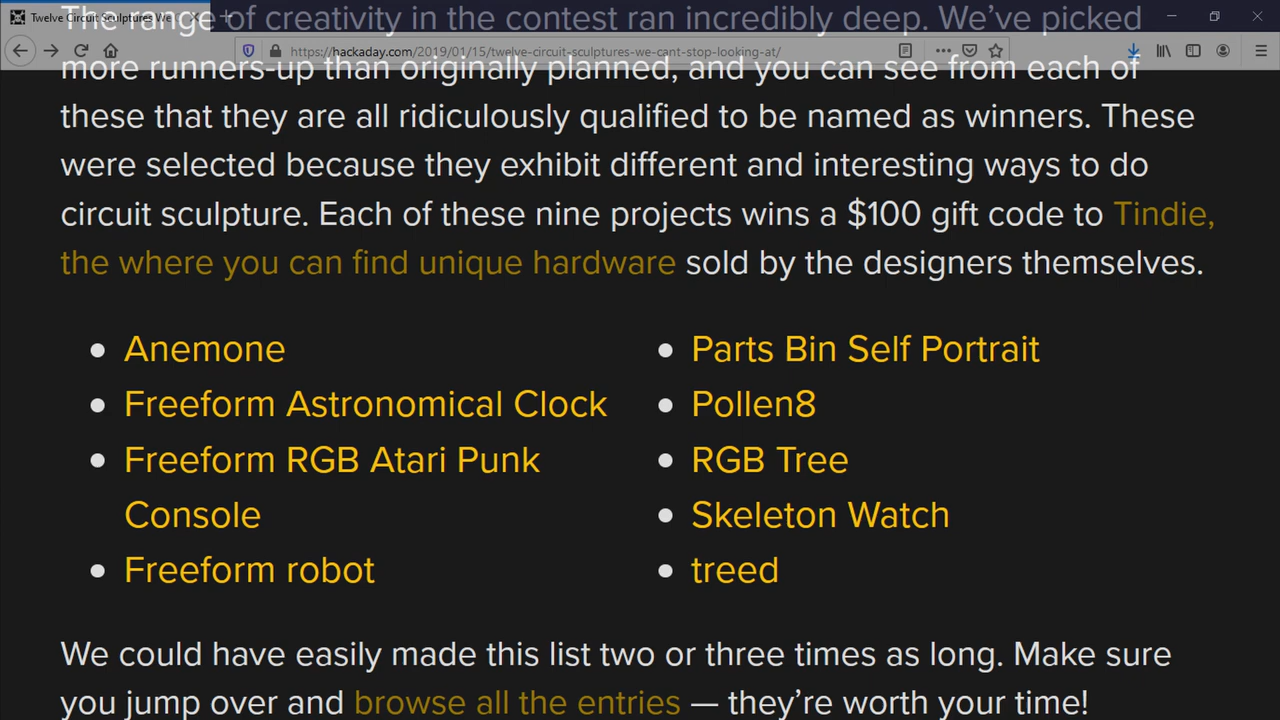 Twelve Circuit Sculptures We C
https://hackaday.com/2019/01/15/twelve-circuit-sculptures-we-cant-stop-looking-at/
The range of creativity in the contest ran incredibly deep. We’ve picked
more runners-up than originally planned, and you can see from each of
these that they are all ridiculously qualified to be named as winners. These
were selected because they exhibit different and interesting ways to do
circuit sculpture. Each of these nine projects wins a $100 gift code to Tindie,
the where you can find unique hardware sold by the designers themselves.
Anemone
Freeform Astronomical Clock
Freeform RGB Atari Punk
Console
Freeform robot
Parts Bin Self Portrait
Pollen8
RGB Tree
Skeleton Watch
treed
We could have easily made this list two or three times as long. Make sure
you jump over and browse all the entries — they’re worth your time!